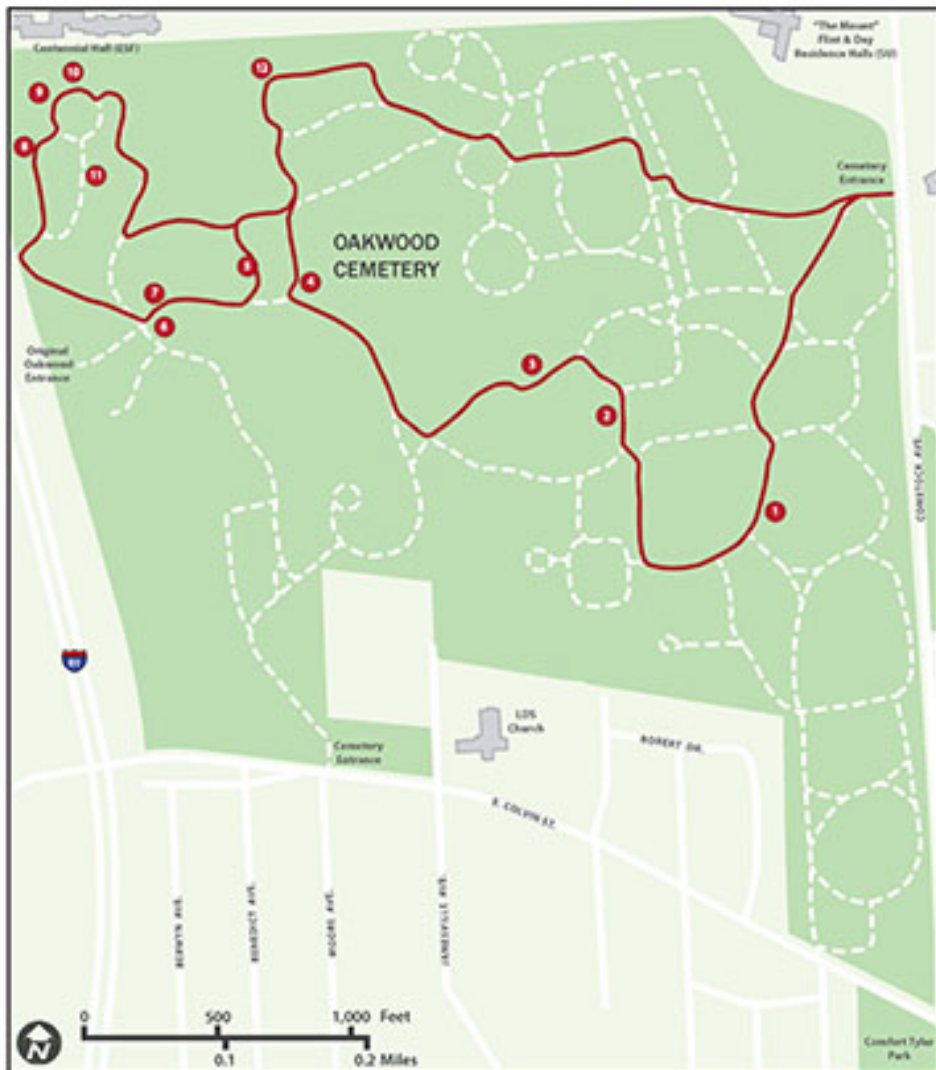 Centennial Hall (ESF)
"The Mount"
Flint & Day
Residence Halls (SU)
10
9
12
8
11
Cemetery
Entrance
OAKWOOD
CEMETERY
5
4
7
6
Original
Oakwood
Entrance
3
2
1
COMSTOCK AVE.
81
LDS
Church
ROBERT DR.
Cemetery
Entrance
E. COLVIN ST.
BERWYN AVE.
BENEDICT AVE.
MOORE AVE.
JAMESVILLE AVE.
0 500 1,000 Feet
0.1 0.2 Miles
N
Comfort Tyler
Park